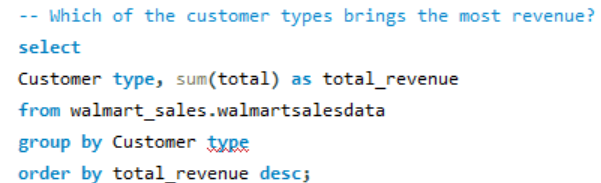 -- Which of the customer types brings the most revenue?
select
Customer type, sum(total) as total_revenue
from walmart_sales.walmartsalesdata
group by Customer type
order by total_revenue desc;